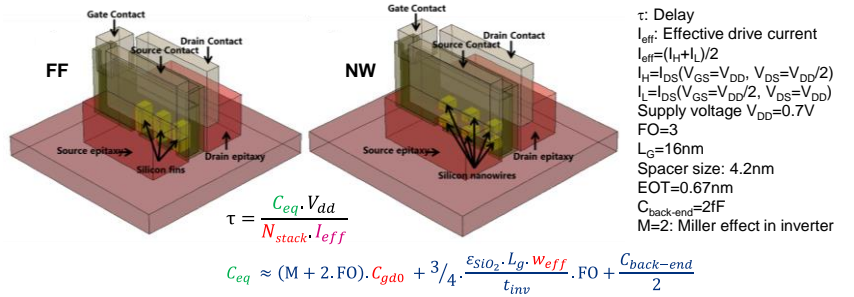 Gate Contact
Drain Contact
Source Contact
FF
Source epitaxy
Drain epitaxy
Silicon fins
Gate Contact
Drain Contact
Source Contact
NW
Source epitaxy
Drain epitaxy
Silicon nanowires
τ = C_eq.V_dd / N_stack.I_eff
C_eq ≈ (M + 2.FO).C_gd0 + 3/4.ε_SiO2.L_g.w_eff / t_inv.FO + C_back−end / 2
τ: Delay
I_eff: Effective drive current
I_eff=(I_H+I_L)/2
I_H=I_DS(V_GS=V_DD, V_DS=V_DD/2)
I_L=I_DS(V_GS=V_DD/2, V_DS=V_DD)
Supply voltage V_DD=0.7V
FO=3
L_G=16nm
Spacer size: 4.2nm
EOT=0.67nm
C_back-end=2fF
M=2: Miller effect in inverter